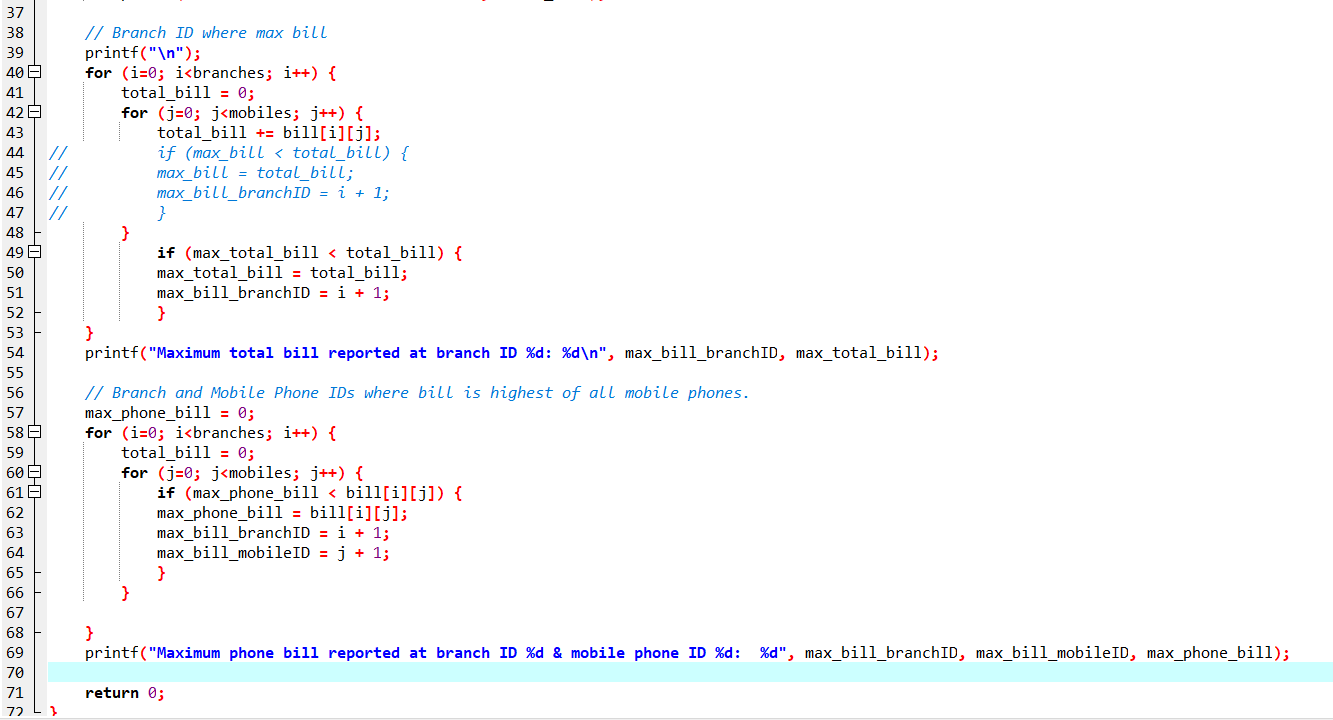 37
38 // Branch ID where max bill
39 printf("\n");
40 for (i=0; i<branches; i++) {
41 total_bill = 0;
42 for (j=0; j<mobiles; j++) {
43 total_bill += bill[i][j];
44 // if (max_bill < total_bill) {
45 // max_bill = total_bill;
46 // max_bill_branchID = i + 1;
47 // }
48 }
49 if (max_total_bill < total_bill) {
50 max_total_bill = total_bill;
51 max_bill_branchID = i + 1;
52 }
53 }
54 printf("Maximum total bill reported at branch ID %d: %d\n", max_bill_branchID, max_total_bill);
55
56 // Branch and Mobile Phone IDs where bill is highest of all mobile phones.
57 max_phone_bill = 0;
58 for (i=0; i<branches; i++) {
59 total_bill = 0;
60 for (j=0; j<mobiles; j++) {
61 if (max_phone_bill < bill[i][j]) {
62 max_phone_bill = bill[i][j];
63 max_bill_branchID = i + 1;
64 max_bill_mobileID = j + 1;
65 }
66 }
67
68 }
69 printf("Maximum phone bill reported at branch ID %d & mobile phone ID %d:  %d", max_bill_branchID, max_bill_mobileID, max_phone_bill);
70
71 return 0;
72 }